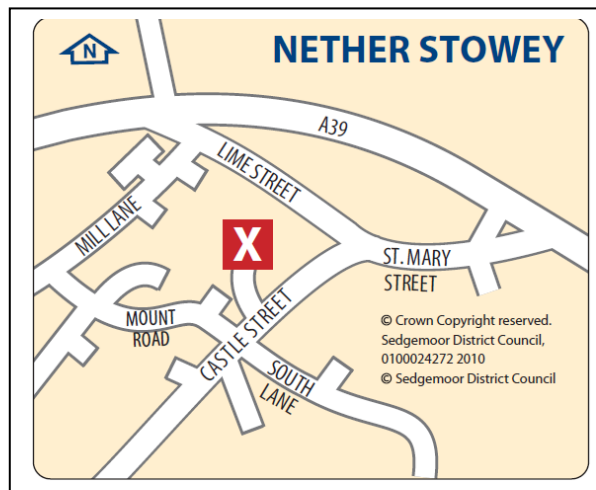 N
NETHER STOWEY
A39
LIME STREET
MILL LANE
X
ST. MARY
STREET
MOUNT
ROAD
CASTLE STREET
SOUTH
LANE
© Crown Copyright reserved.
Sedgemoor District Council,
0100024272 2010
© Sedgemoor District Council